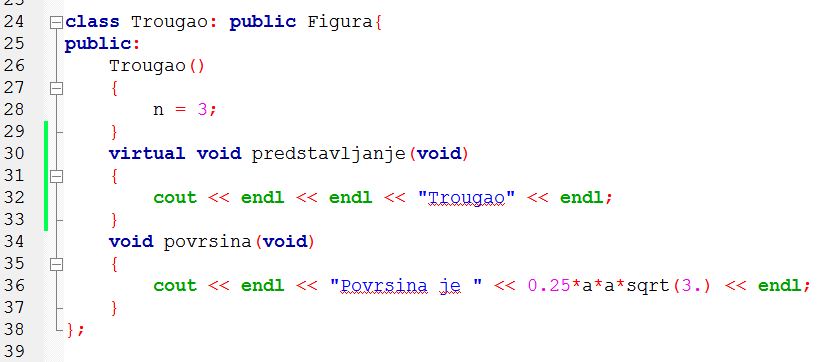 24 class Trougao: public Figura{
25 public:
26     Trougao()
27     {
28         n = 3;
29     }
30     virtual void predstavljanje(void)
31     {
32         cout << endl << endl << "Trougao" << endl;
33     }
34     void povrsina(void)
35     {
36         cout << endl << "Povrsina je " << 0.25*a*a*sqrt(3.) << endl;
37     }
38 };
39